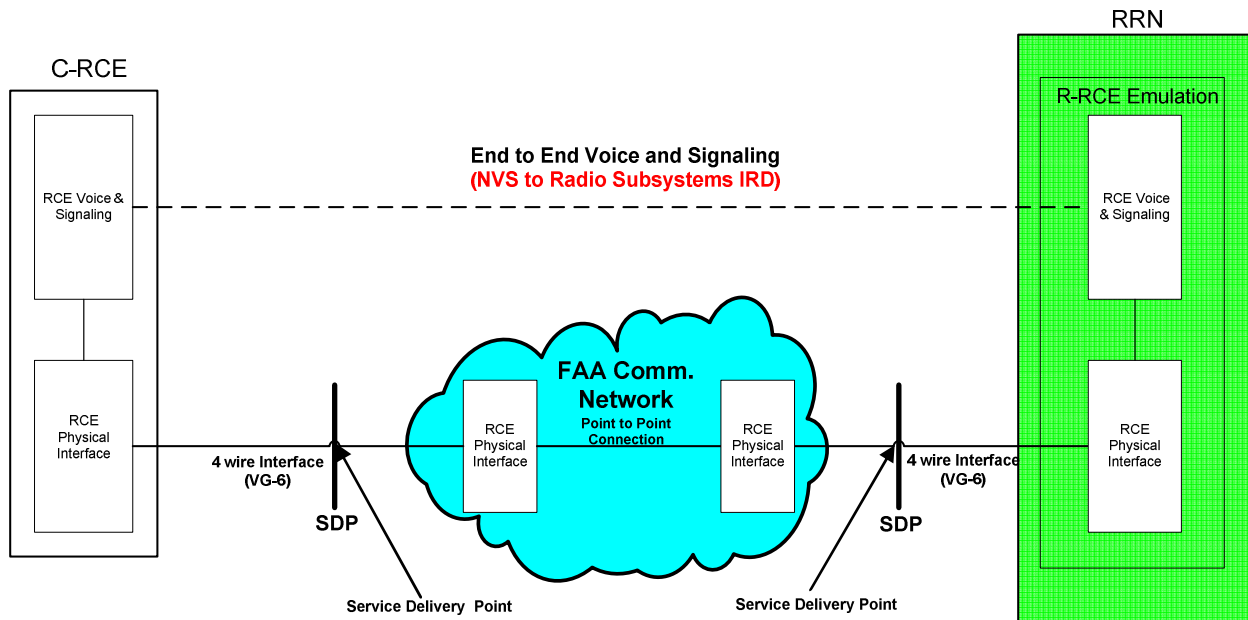 RRN
C-RCE
R-RCE Emulation
End to End Voice and Signaling
(NVS to Radio Subsystems IRD)
RCE Voice &
Signaling
RCE Voice
& Signaling
FAA Comm.
Network
Point to Point
Connection
RCE
Physical
Interface
RCE
Physical
Interface
RCE
Physical
Interface
RCE
Physical
Interface
4 wire Interface
(VG-6)
4 wire Interface
(VG-6)
SDP
SDP
Service Delivery Point
Service Delivery Point